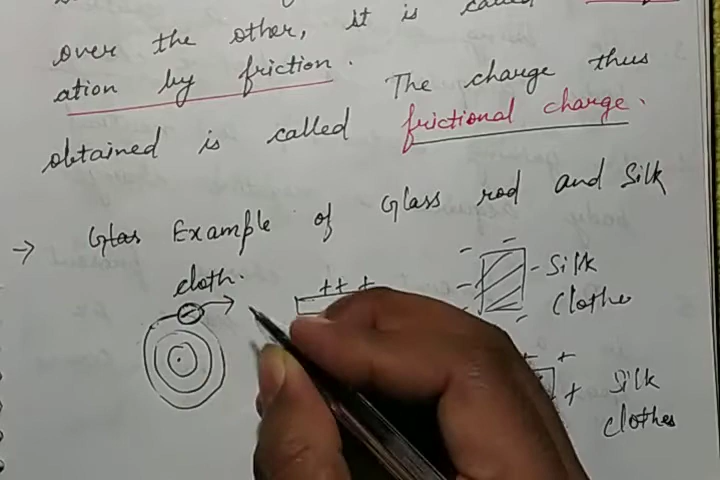 over the other, it is called
ation by friction. The charge thus
obtained is called frictional charge.
→ Glas Example of Glass rod and Silk
cloth.
++ +
- Silk
Clothe
+ +
+ Silk
clothes